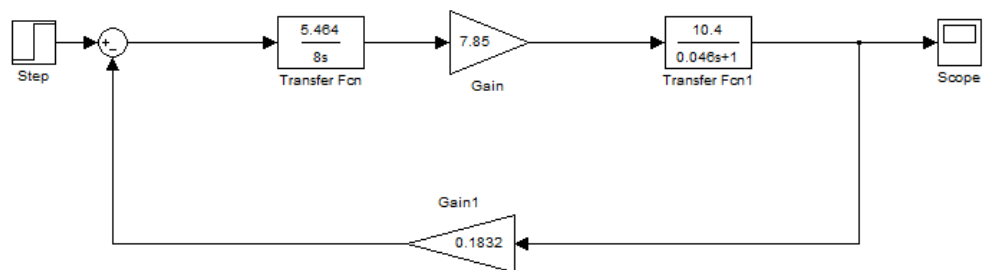 Step
+
−
5.464
8s
Transfer Fcn
7.85
Gain
10.4
0.046s+1
Transfer Fcn1
Scope
Gain1
0.1832